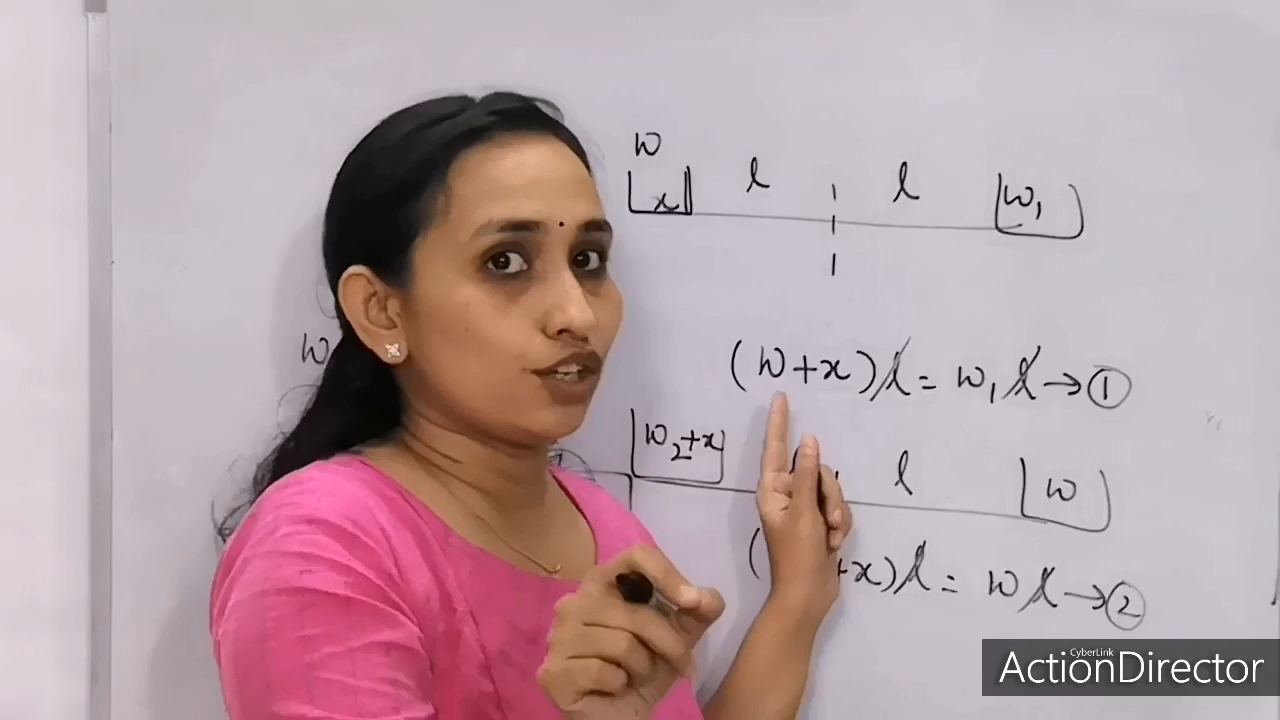 W
x l l W₁
W
(W+x)l = W₁l → ①
W₂+x l W
( +x)l = Wl → ②
CyberLink
ActionDirector